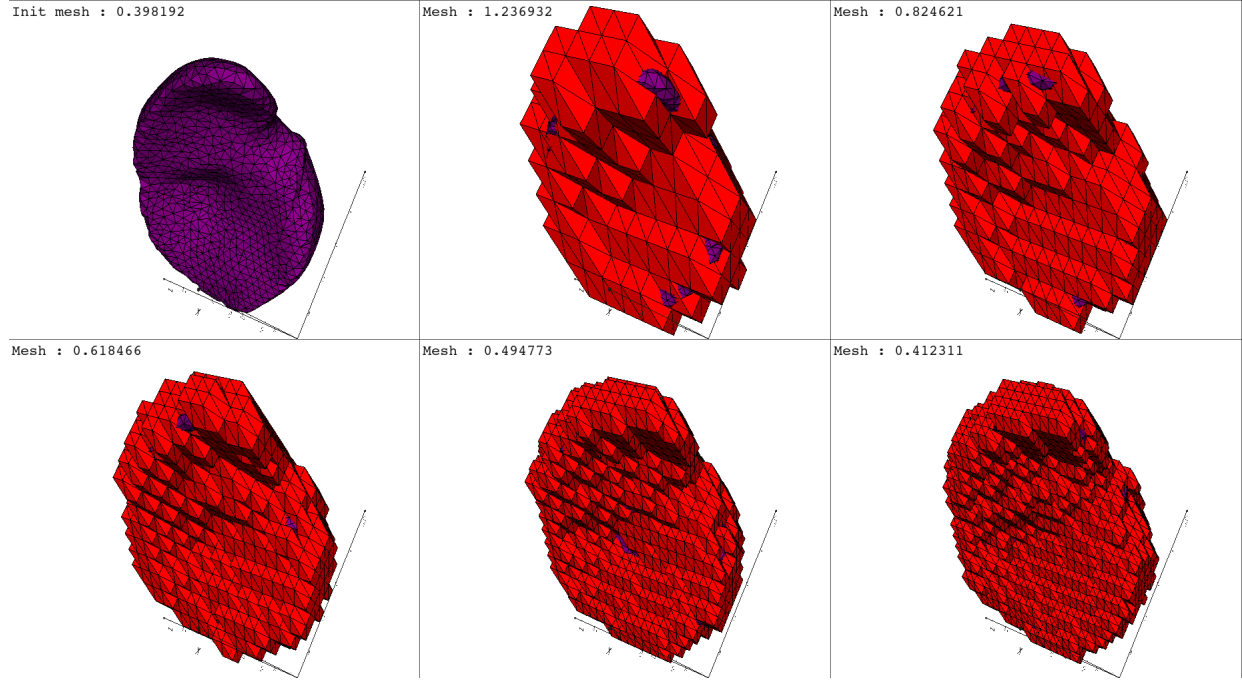 Init mesh : 0.398192
Mesh : 1.236932
Mesh : 0.824621
Mesh : 0.618466
Mesh : 0.494773
Mesh : 0.412311